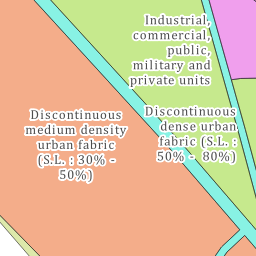 Industrial,
commercial,
public,
military and
private units
Discontinuous
dense urban
fabric (S.L. :
50% -  80%)
Discontinuous
medium density
urban fabric
(S.L. : 30% -
50%)